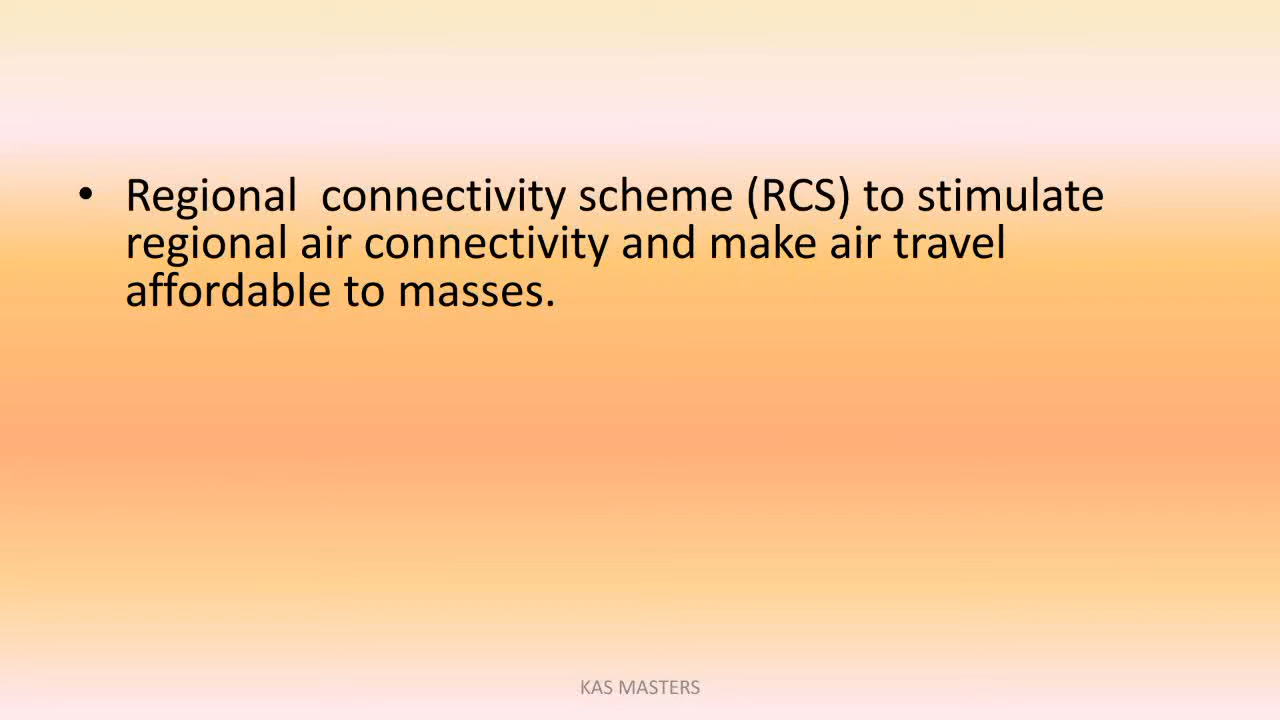 • Regional  connectivity scheme (RCS) to stimulate
regional air connectivity and make air travel
affordable to masses.
KAS MASTERS